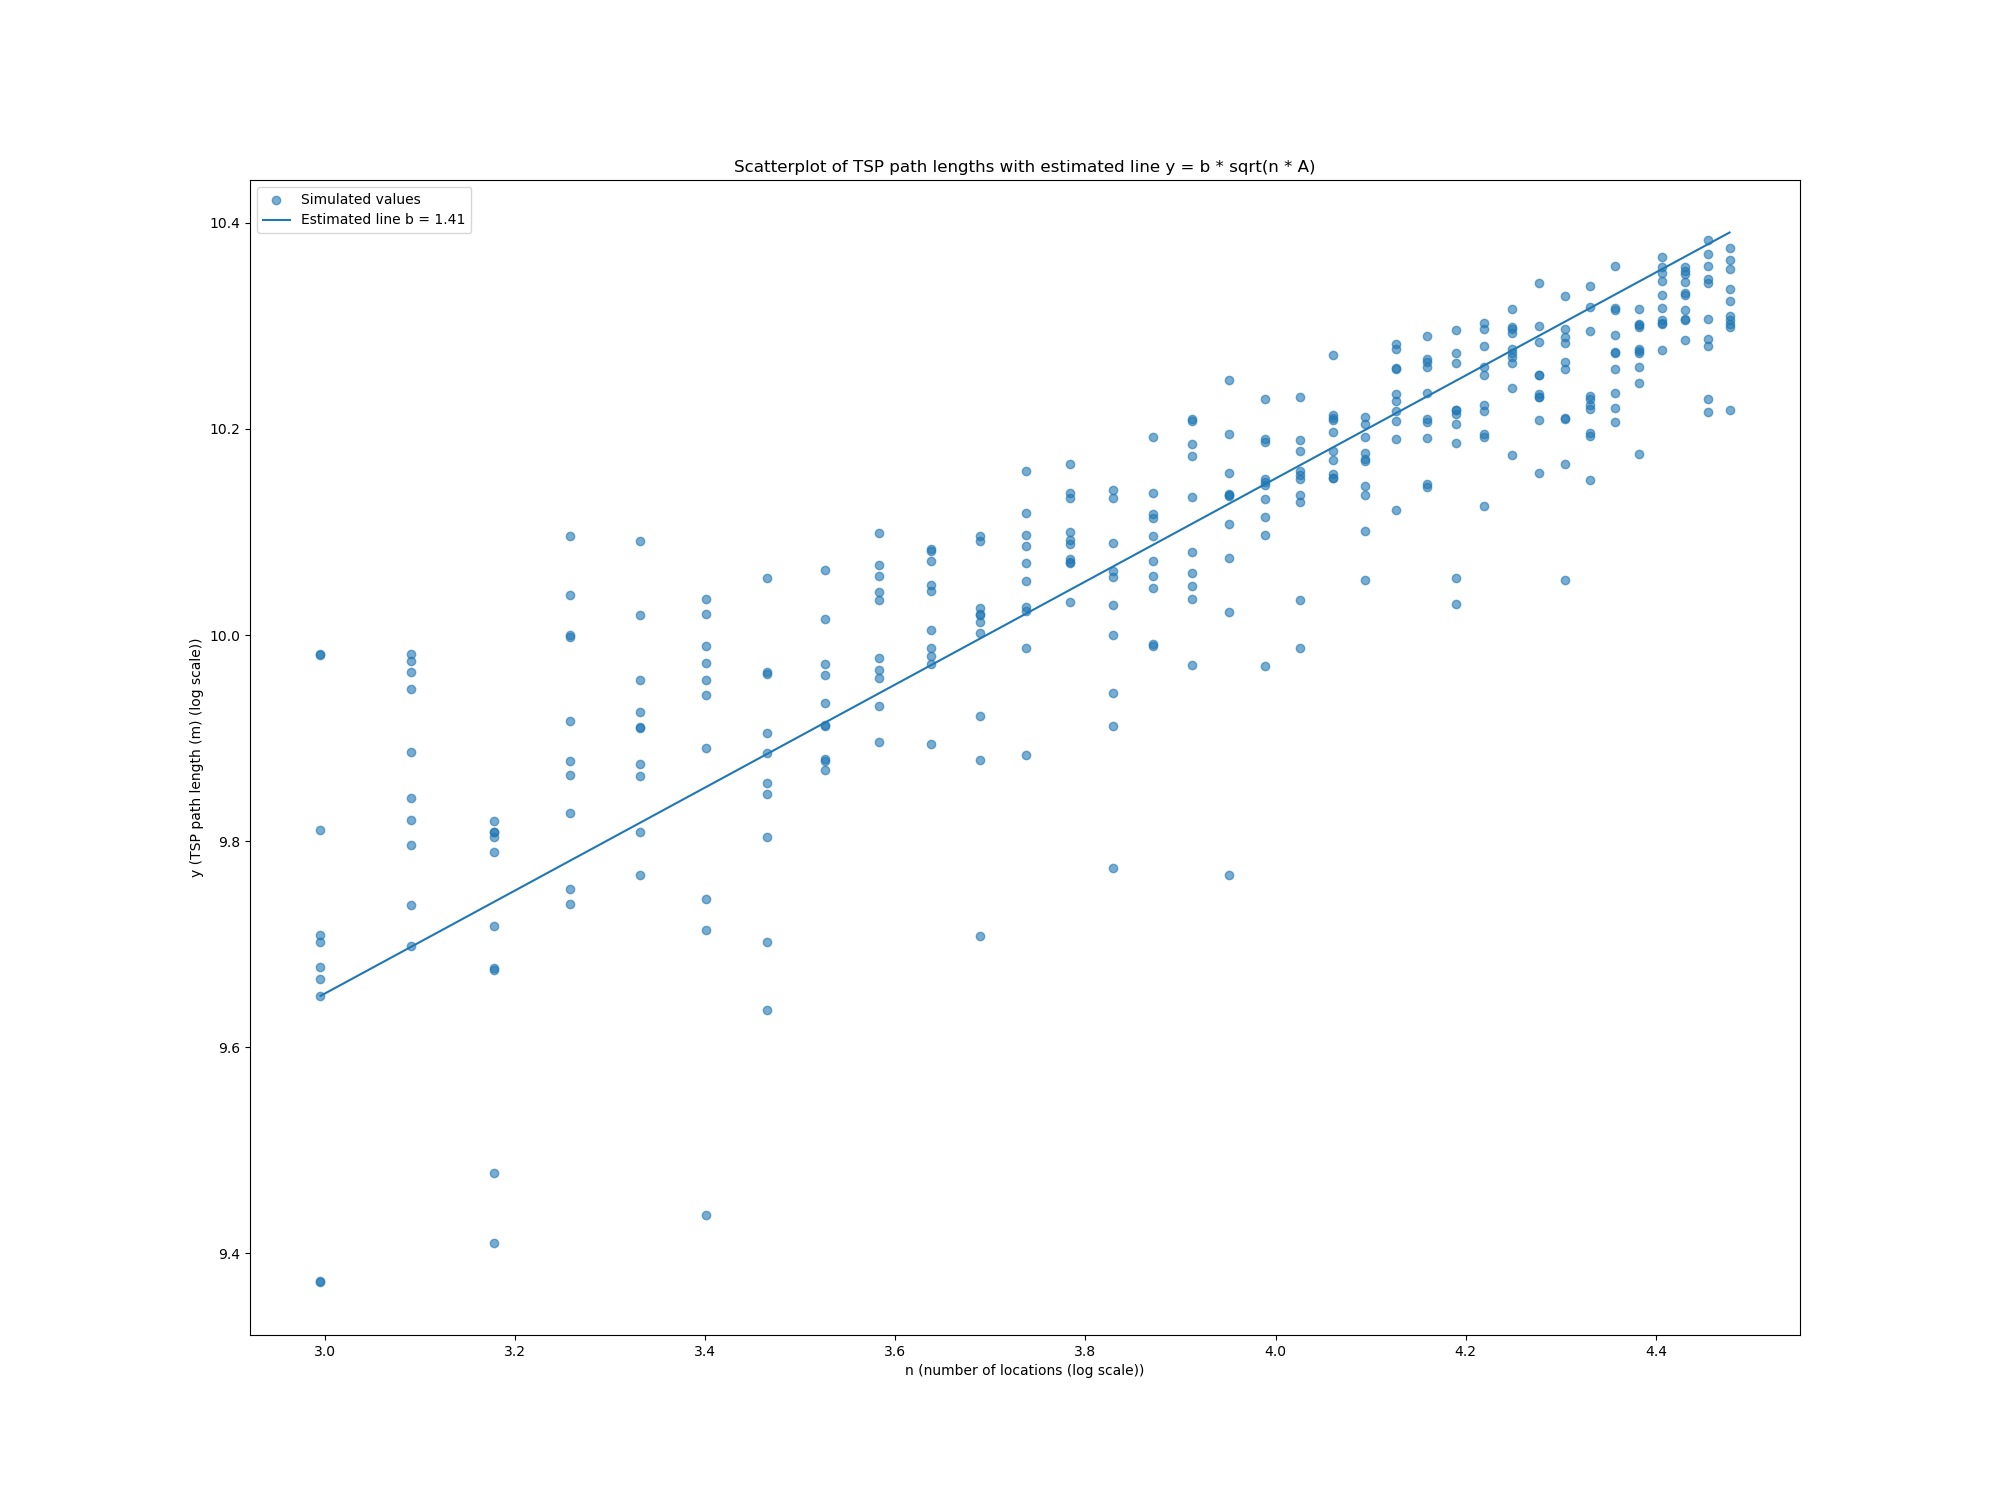 Scatterplot of TSP path lengths with estimated line y = b * sqrt(n * A)
Simulated values
Estimated line b = 1.41
10.4
10.2
10.0
9.8
9.6
9.4
y (TSP path length (m) (log scale))
3.0 3.2 3.4 3.6 3.8 4.0 4.2 4.4
n (number of locations (log scale))